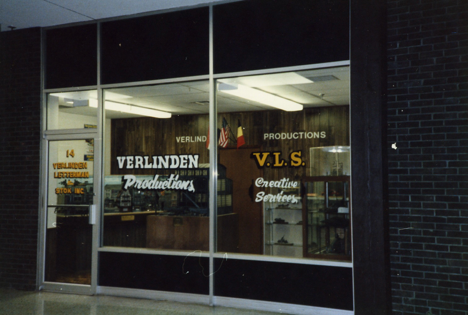 14
VERLINDEN
LETTERMAN
STOK, INC.
VERLINDEN
Productions,
VERLIND
PRODUCTIONS
V.L.S.
Creative
Services.